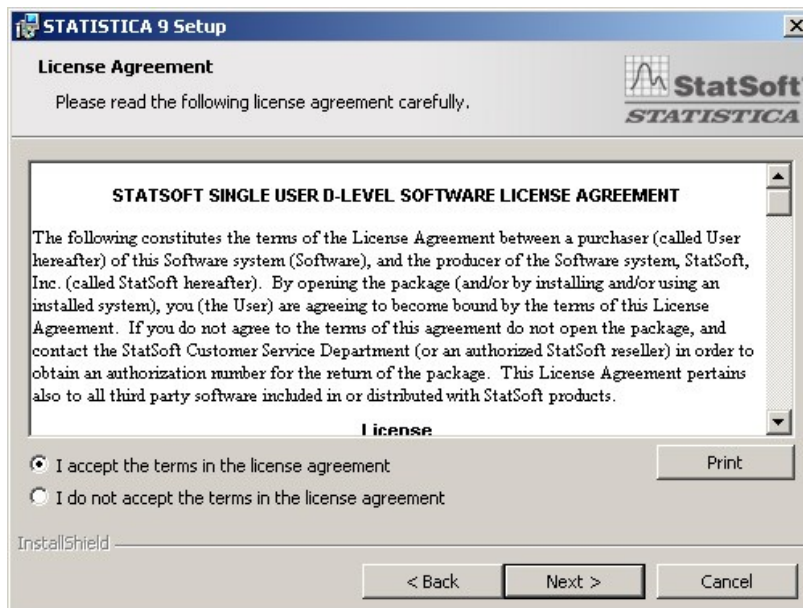 STATISTICA 9 Setup
License Agreement
Please read the following license agreement carefully.
StatSoft
STATISTICA
STATSOFT SINGLE USER D-LEVEL SOFTWARE LICENSE AGREEMENT
The following constitutes the terms of the License Agreement between a purchaser (called User
hereafter) of this Software system (Software), and the producer of the Software system, StatSoft,
Inc. (called StatSoft hereafter). By opening the package (and/or by installing and/or using an
installed system), you (the User) are agreeing to become bound by the terms of this License
Agreement. If you do not agree to the terms of this agreement do not open the package, and
contact the StatSoft Customer Service Department (or an authorized StatSoft reseller) in order to
obtain an authorization number for the return of the package. This License Agreement pertains
also to all third party software included in or distributed with StatSoft products.
License
I accept the terms in the license agreement
Print
I do not accept the terms in the license agreement
InstallShield
< Back
Next >
Cancel